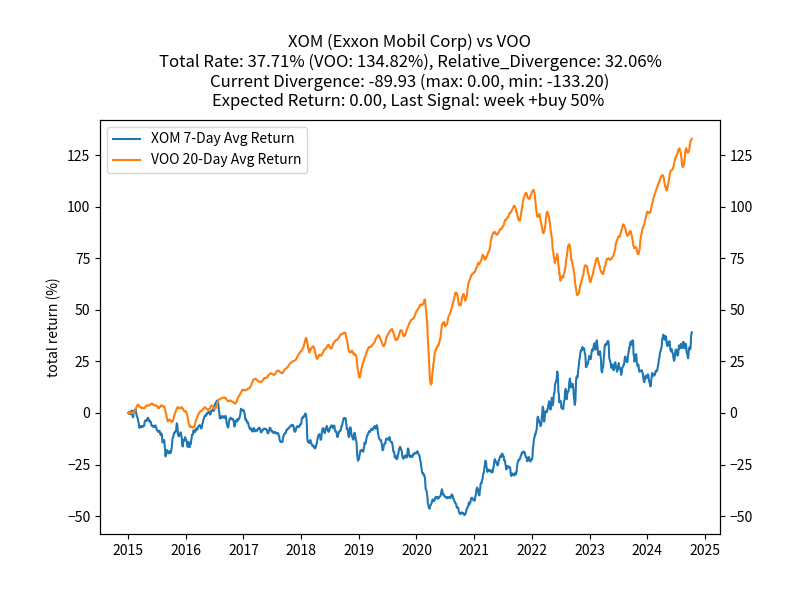 XOM (Exxon Mobil Corp) vs VOO
Total Rate: 37.71% (VOO: 134.82%), Relative_Divergence: 32.06%
Current Divergence: -89.93 (max: 0.00, min: -133.20)
Expected Return: 0.00, Last Signal: week +buy 50%
XOM 7-Day Avg Return
VOO 20-Day Avg Return
total return (%)
125
100
75
50
25
0
−25
−50
125
100
75
50
25
0
−25
−50
2015 2016 2017 2018 2019 2020 2021 2022 2023 2024 2025